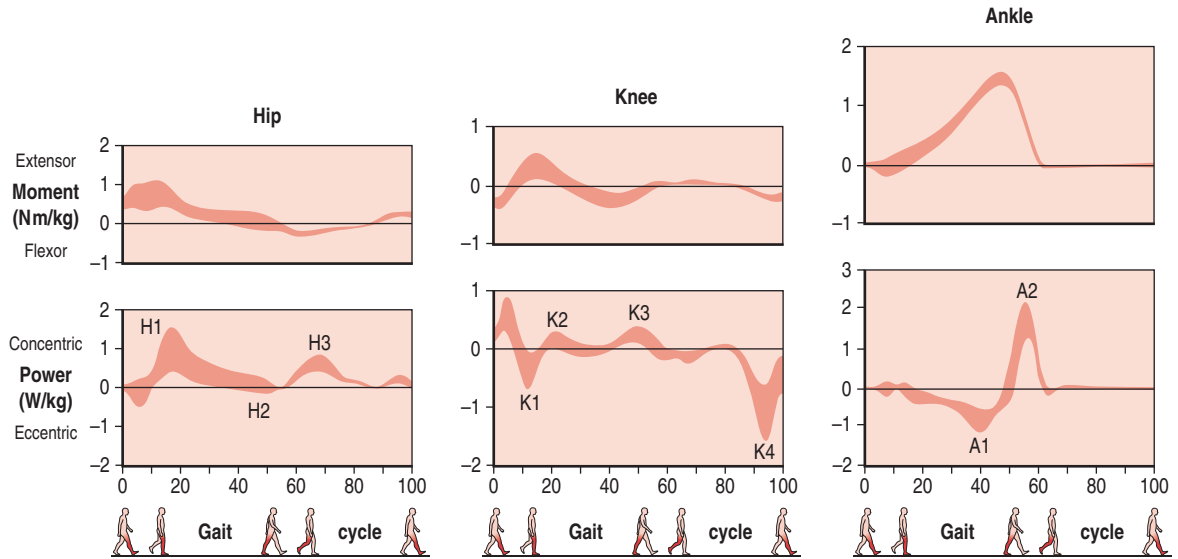 Hip
2
Extensor
1
Moment
(Nm/kg)
0
Flexor
–1
2
H1
H3
Concentric
1
Power
(W/kg)
0
H2
Eccentric
–1
–2
0 20 40 60 80 100
Gait cycle
Knee
1
0
–1
1
K2
K3
0
K1
–1
K4
–2
0 20 40 60 80 100
Gait cycle
Ankle
2
1
0
–1
3
A2
2
1
0
–1
A1
–2
0 20 40 60 80 100
Gait cycle